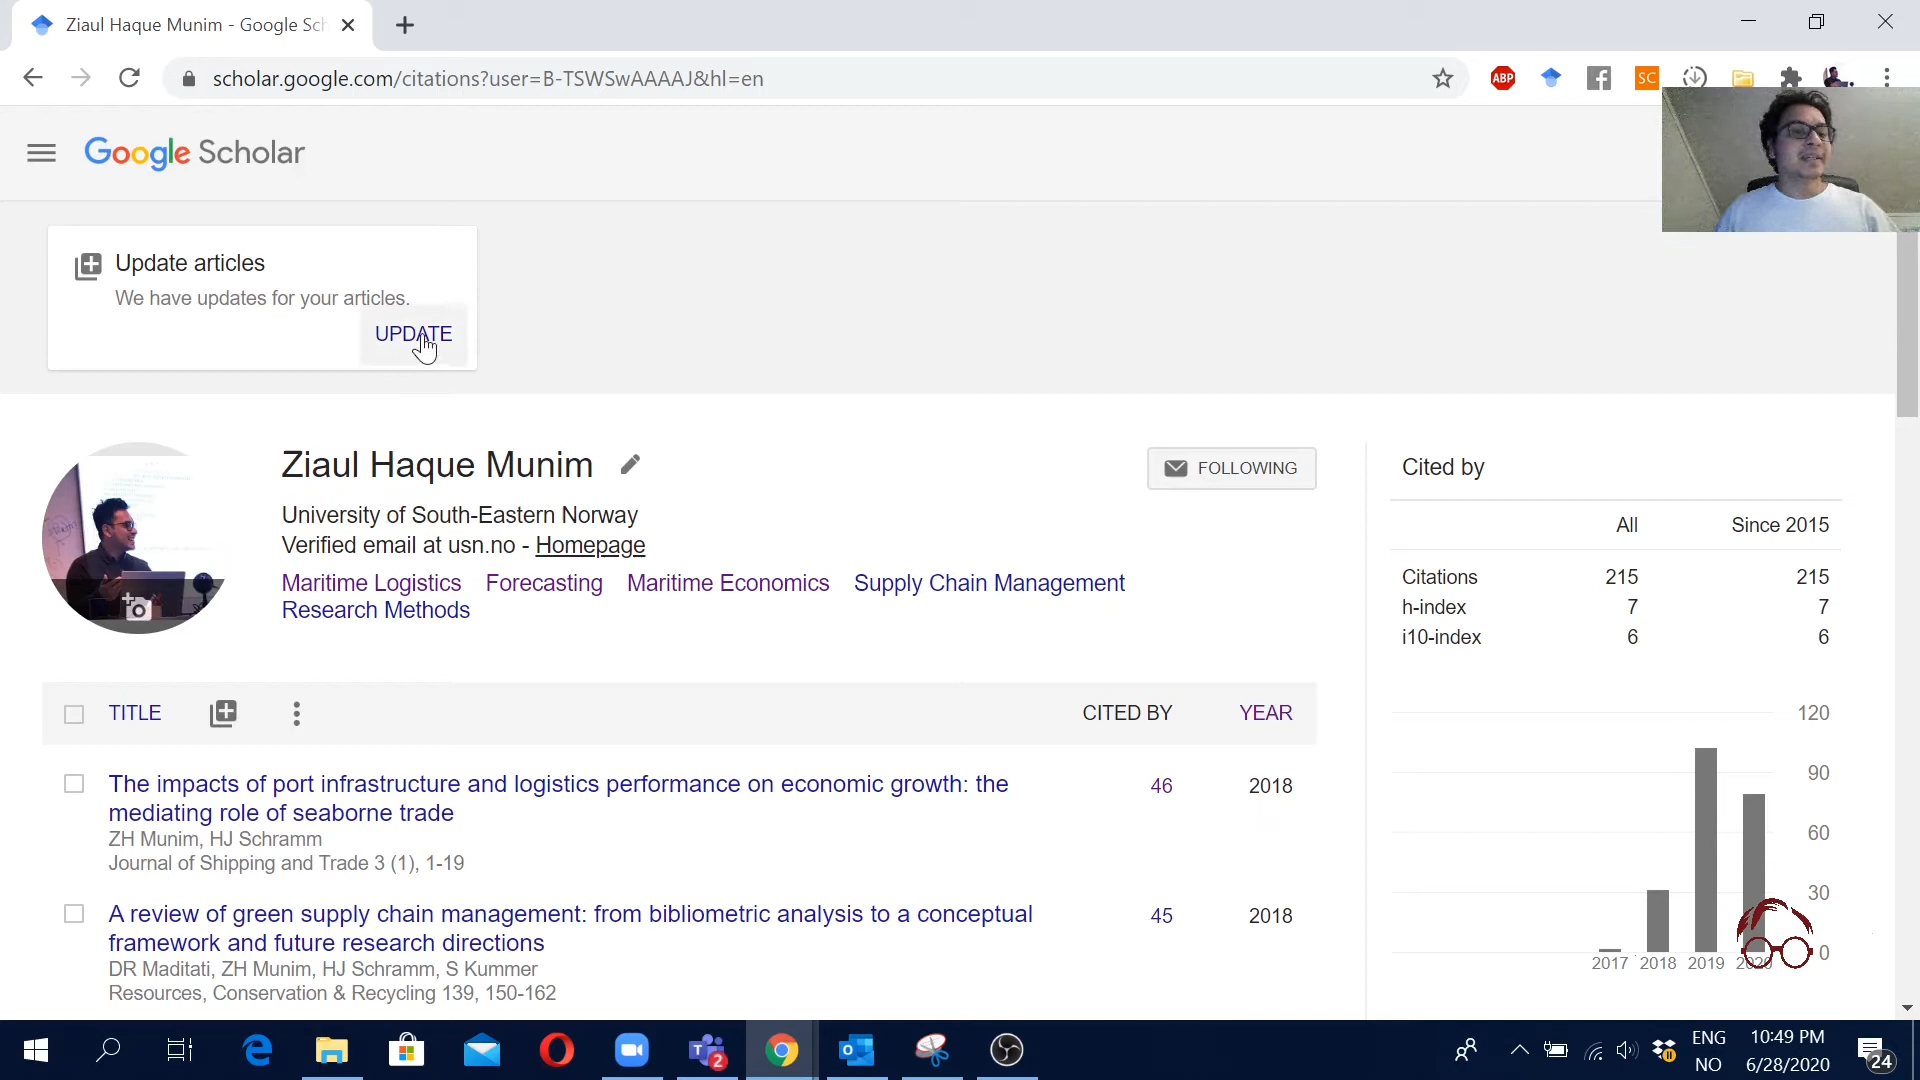 Ziaul Haque Munim - Google Sch
scholar.google.com/citations?user=B-TSWSwAAAAJ&hl=en
ABP
SC
Google Scholar
Update articles
We have updates for your articles.
UPDATE
Ziaul Haque Munim
FOLLOWING
University of South-Eastern Norway
Verified email at usn.no - Homepage
Maritime Logistics Forecasting Maritime Economics Supply Chain Management
Research Methods
Cited by
All Since 2015
Citations 215 215
h-index 7 7
i10-index 6 6
TITLE CITED BY YEAR
The impacts of port infrastructure and logistics performance on economic growth: the 46 2018
mediating role of seaborne trade
ZH Munim, HJ Schramm
Journal of Shipping and Trade 3 (1), 1-19
A review of green supply chain management: from bibliometric analysis to a conceptual 45 2018
framework and future research directions
DR Maditati, ZH Munim, HJ Schramm, S Kummer
Resources, Conservation & Recycling 139, 150-162
120
90
60
30
0
2017 2018 2019 2020
2
ENG
NO
10:49 PM
6/28/2020
24